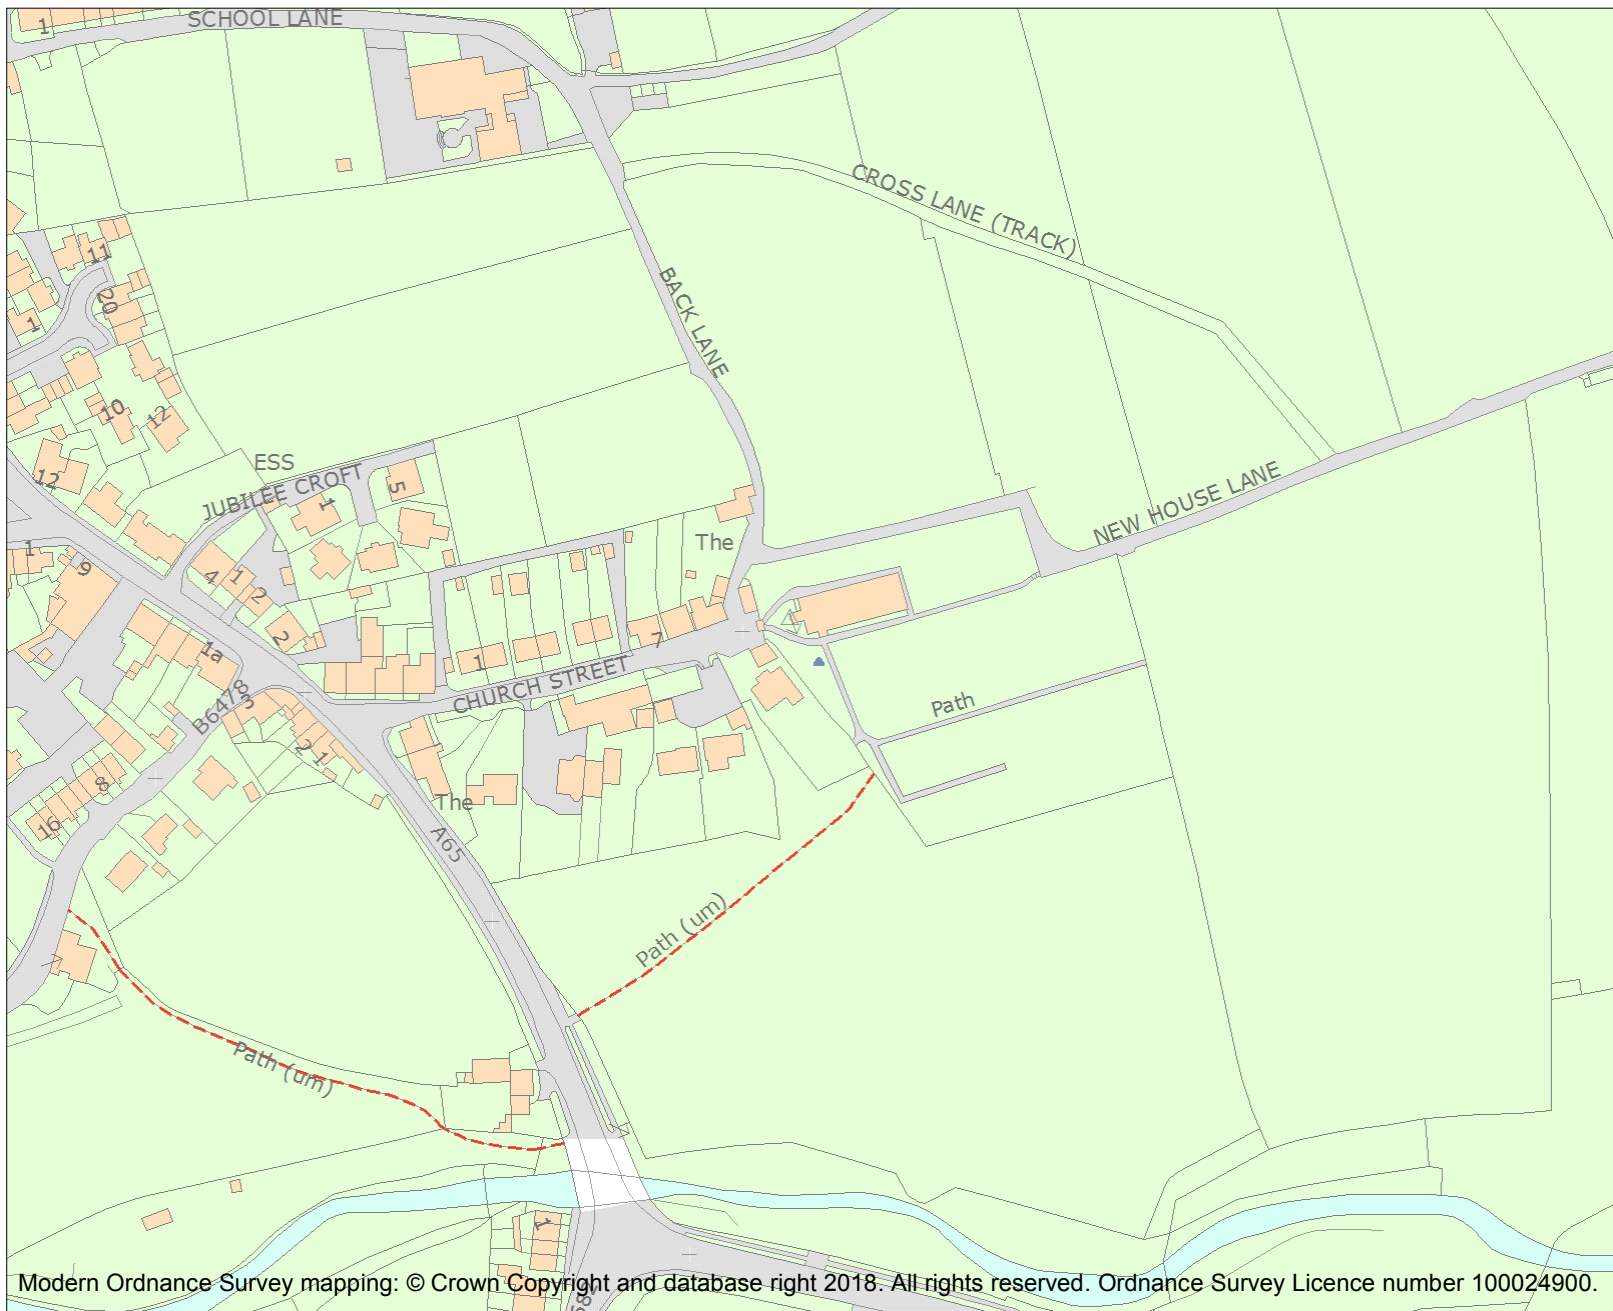 SCHOOL LANE
1
CROSS LANE (TRACK)
BACK LANE
11
20
1
10
12
12
ESS
JUBILEE CROFT
1
5
NEW HOUSE LANE
The
1
9
4
1
2
2
1a
7
1
CHURCH STREET
B6478
3
Path
2
1
8
16
The
A65
Path (um)
7
Path (um)
1
Modern Ordnance Survey mapping: © Crown Copyright and database right 2018. All rights reserved. Ordnance Survey Licence number 100024900.